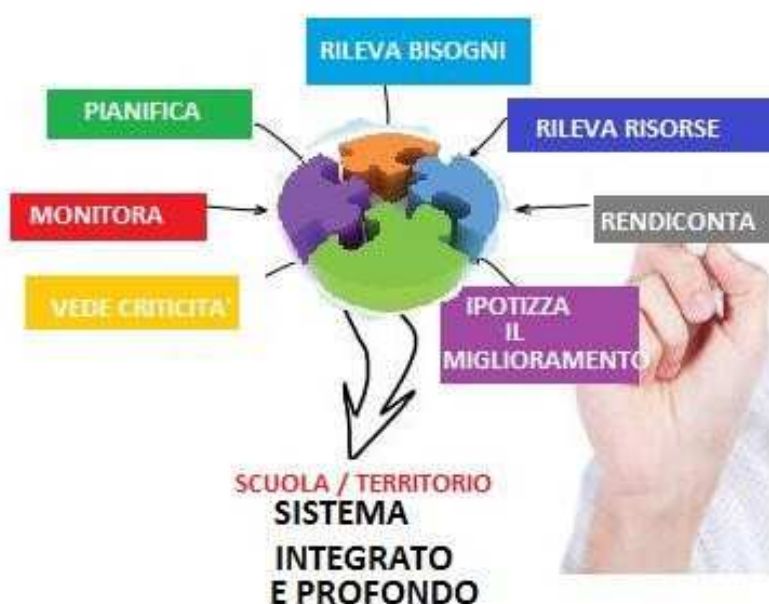 RILEVA BISOGNI
PIANIFICA
RILEVA RISORSE
MONITORA
RENDICONTA
VEDE CRITICITA'
IPOTIZZA
IL
MIGLIORAMENTO
SCUOLA / TERRITORIO
SISTEMA
INTEGRATO
E PROFONDO